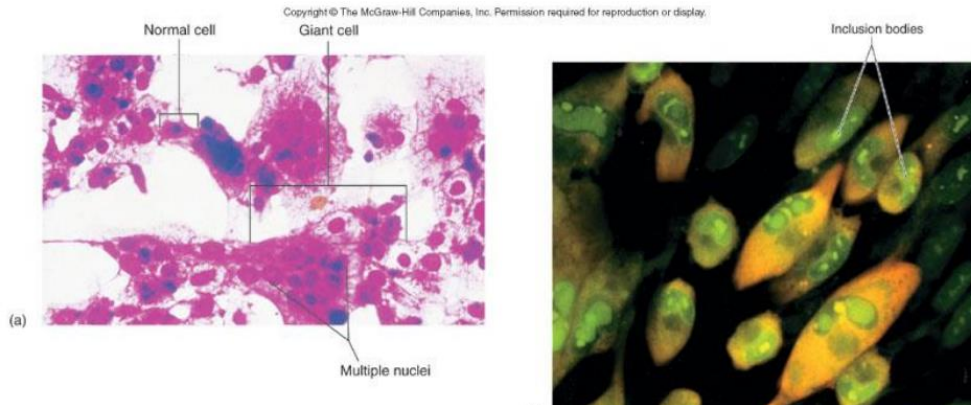 Copyright © The McGraw-Hill Companies, Inc. Permission required for reproduction or display.
Normal cell
Giant cell
Inclusion bodies
(a)
Multiple nuclei